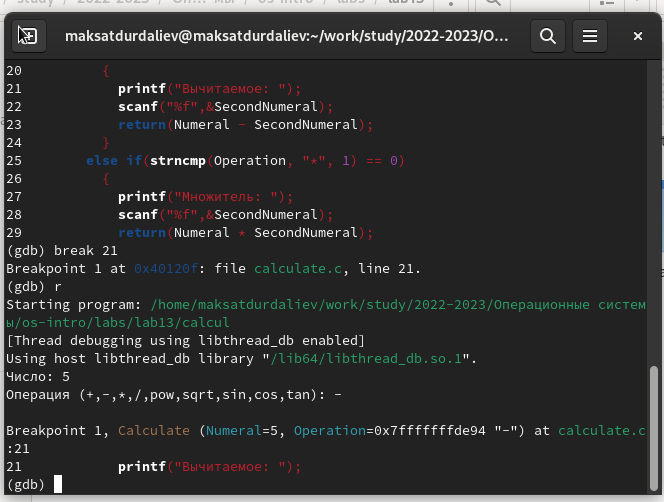 maksatdurdaliev@maksatdurdaliev:~/work/study/2022-2023/O...
20 {
21 printf("Вычитаемое: ");
22 scanf("%f",&SecondNumeral);
23 return(Numeral - SecondNumeral);
24 }
25 else if(strncmp(Operation, "*", 1) == 0)
26 {
27 printf("Множитель: ");
28 scanf("%f",&SecondNumeral);
29 return(Numeral * SecondNumeral);
(gdb) break 21
Breakpoint 1 at 0x40120f: file calculate.c, line 21.
(gdb) r
Starting program: /home/maksatdurdaliev/work/study/2022-2023/Операционные систем
ы/os-intro/labs/lab13/calcul
[Thread debugging using libthread_db enabled]
Using host libthread_db library "/lib64/libthread_db.so.1".
Число: 5
Операция (+,-,*,/,pow,sqrt,sin,cos,tan): -
Breakpoint 1, Calculate (Numeral=5, Operation=0x7fffffffde94 "-") at calculate.c
:21
21 printf("Вычитаемое: ");
(gdb)